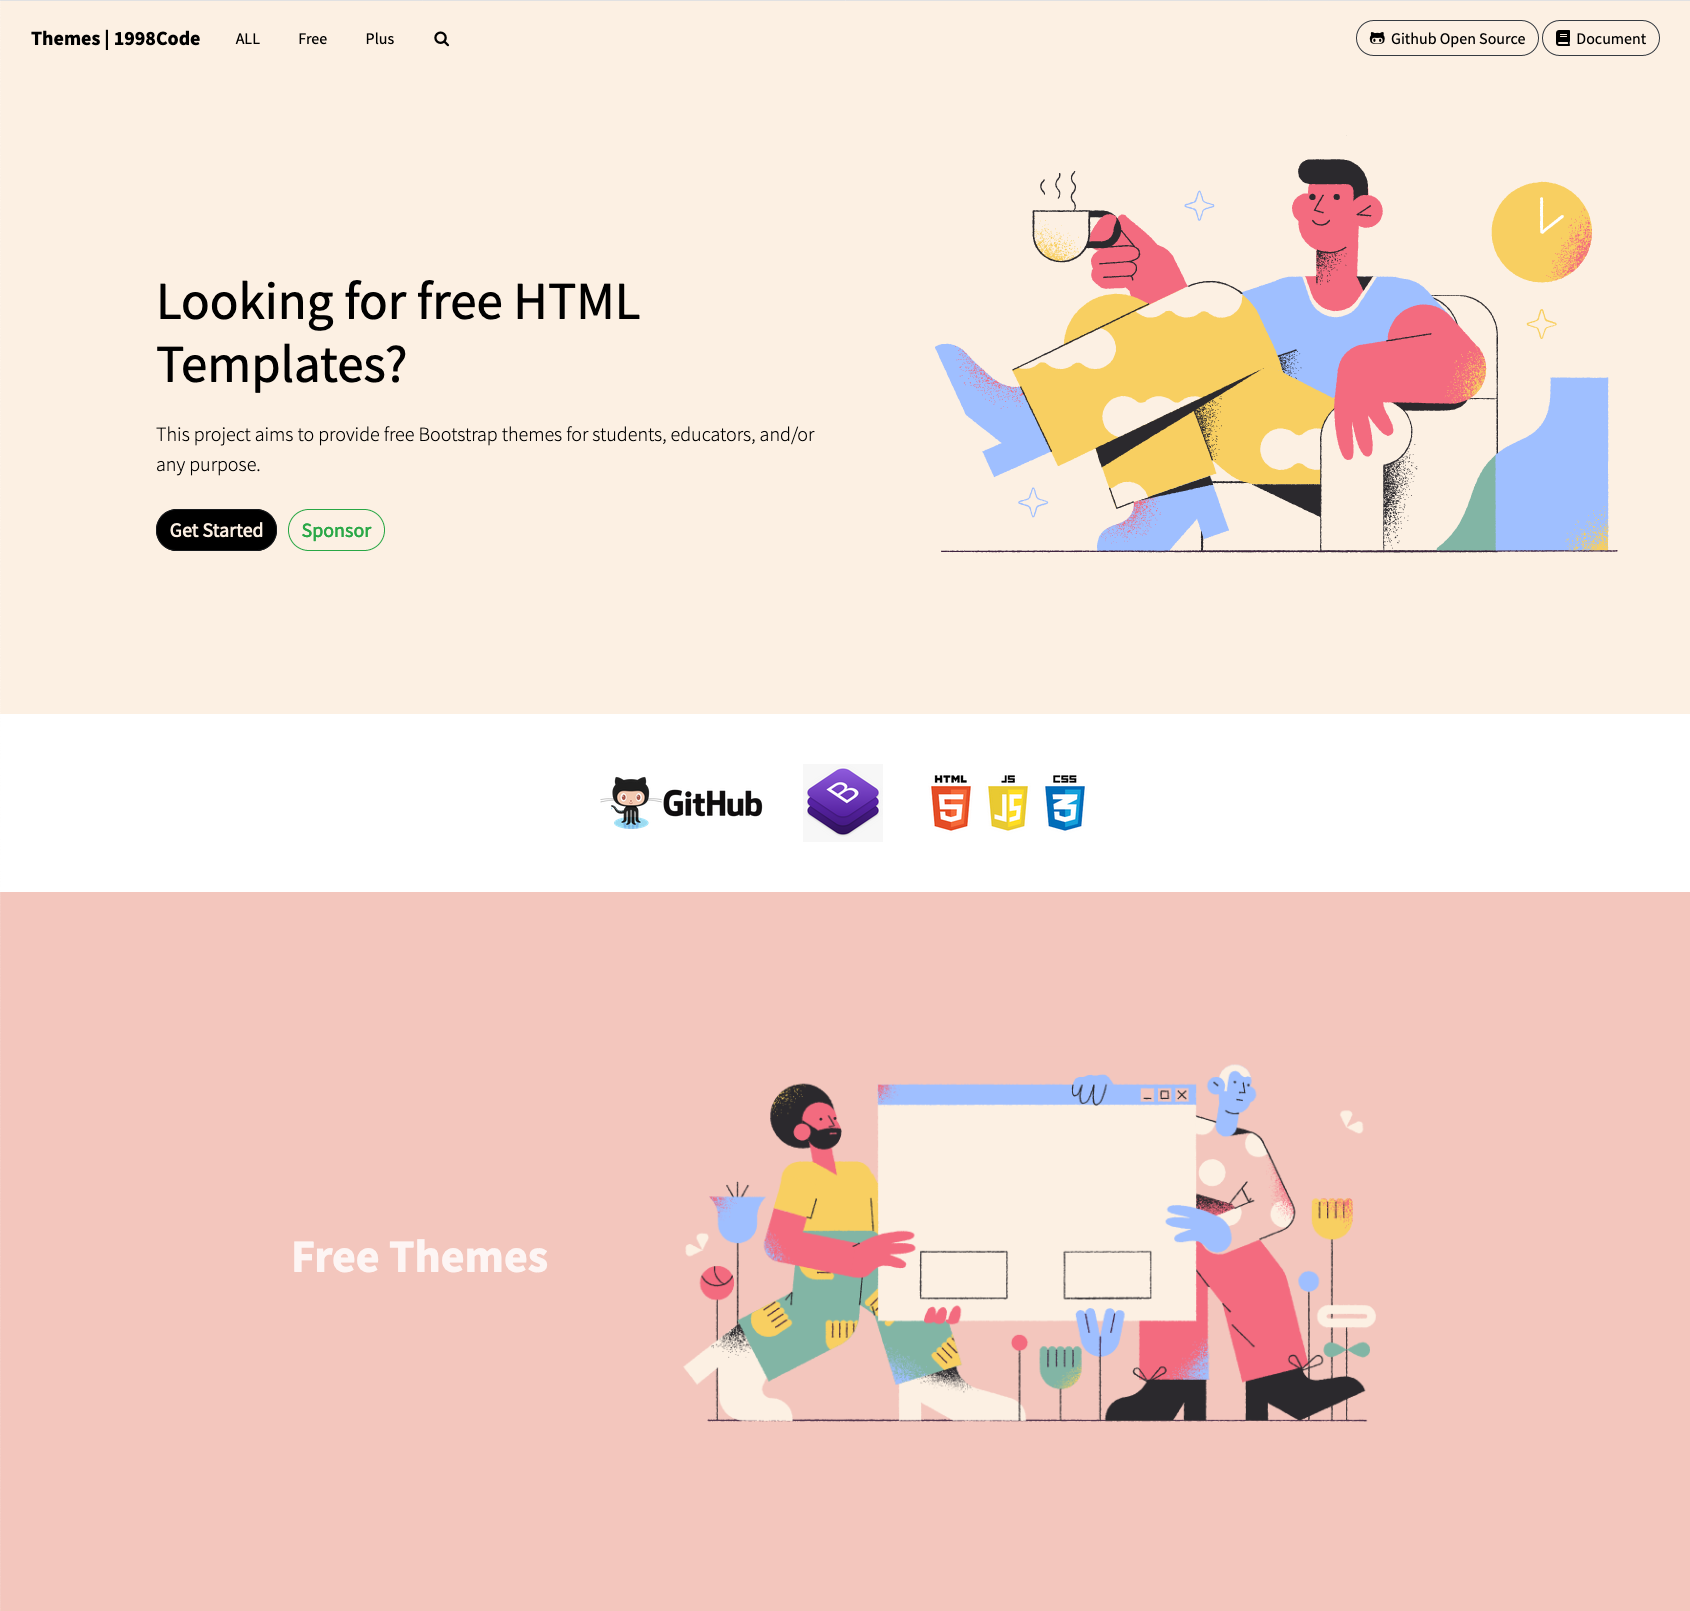 Themes | 1998Code
ALL
Free
Plus
Github Open Source
Document
Looking for free HTML
Templates?
This project aims to provide free Bootstrap themes for students, educators, and/or
any purpose.
Get Started
Sponsor
GitHub
B
HTML
5
JS
JS
CSS
3
Free Themes